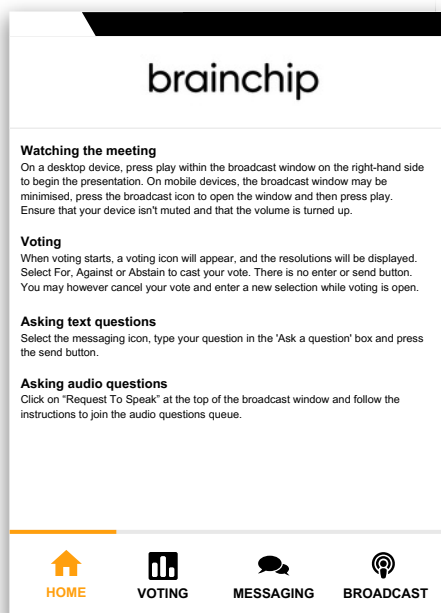 brainchip
Watching the meeting
On a desktop device, press play within the broadcast window on the right-hand side
to begin the presentation. On mobile devices, the broadcast window may be
minimised, press the broadcast icon to open the window and then press play.
Ensure that your device isn't muted and that the volume is turned up.
Voting
When voting starts, a voting icon will appear, and the resolutions will be displayed.
Select For, Against or Abstain to cast your vote. There is no enter or send button.
You may however cancel your vote and enter a new selection while voting is open.
Asking text questions
Select the messaging icon, type your question in the 'Ask a question' box and press
the send button.
Asking audio questions
Click on “Request To Speak” at the top of the broadcast window and follow the
instructions to join the audio questions queue.
HOME VOTING MESSAGING BROADCAST